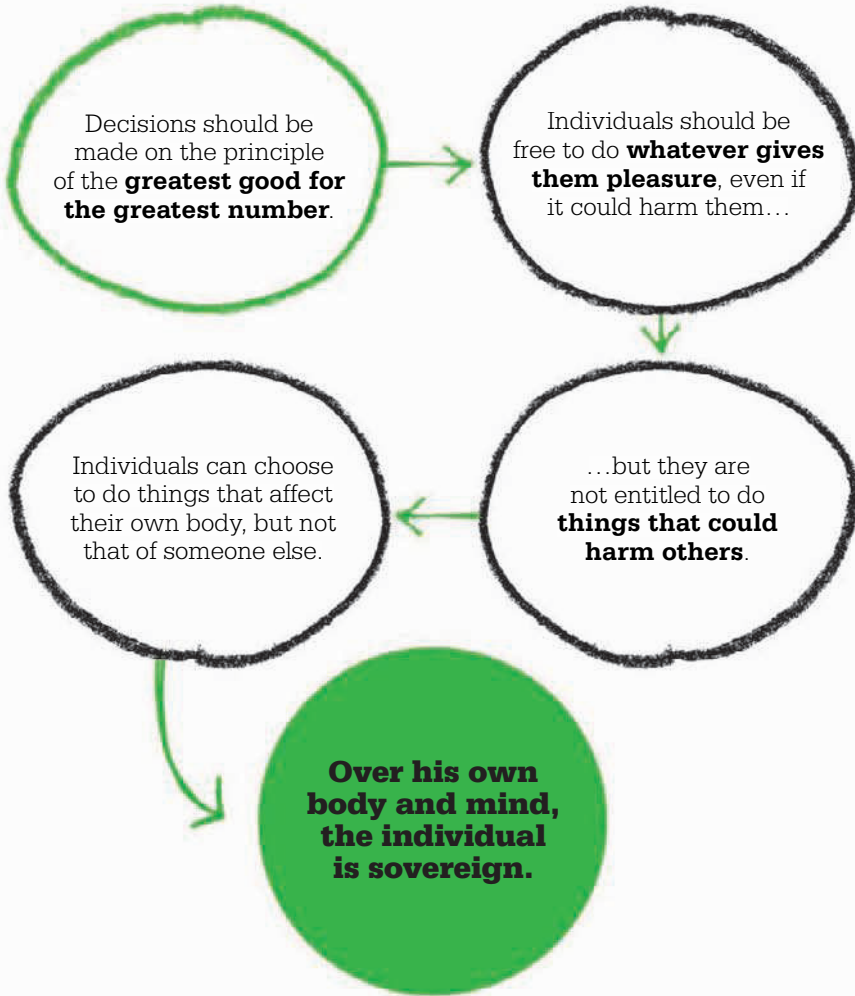 Decisions should be
made on the principle
of the greatest good for
the greatest number.
Individuals should be
free to do whatever gives
them pleasure, even if
it could harm them…
…but they are
not entitled to do
things that could
harm others.
Individuals can choose
to do things that affect
their own body, but not
that of someone else.
Over his own
body and mind,
the individual
is sovereign.